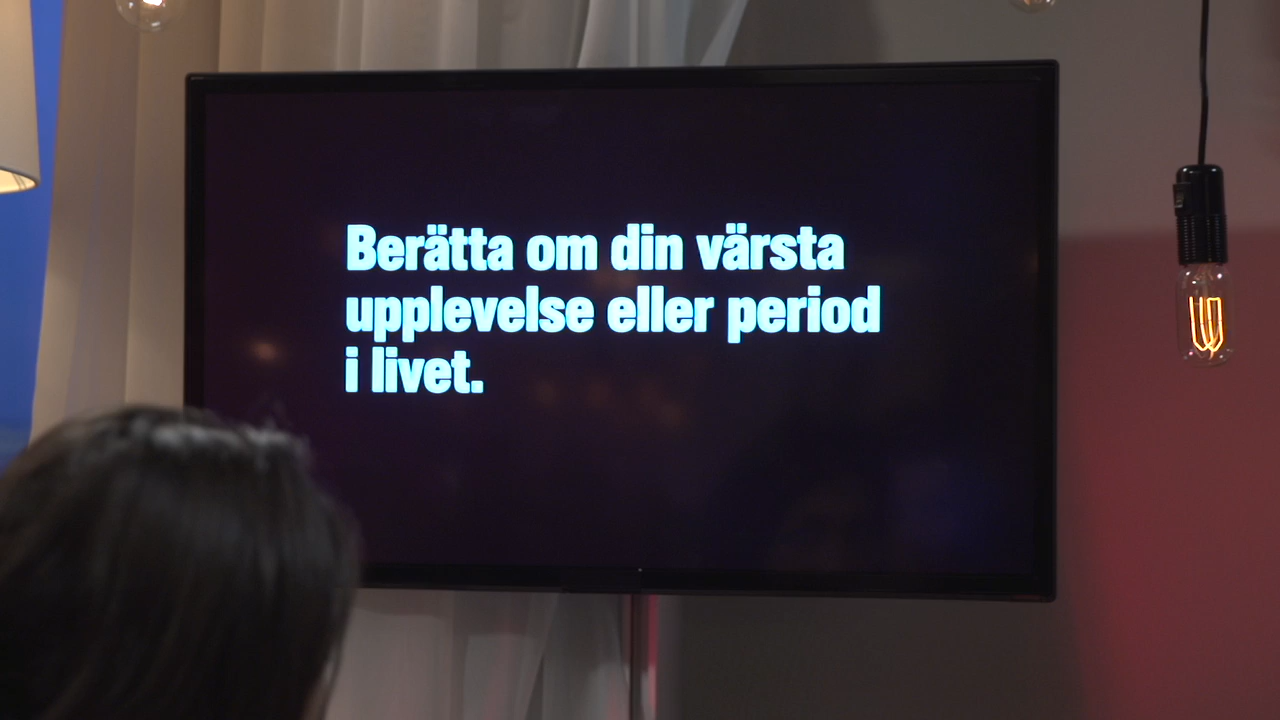 Berätta om din värsta
upplevelse eller period
i livet.